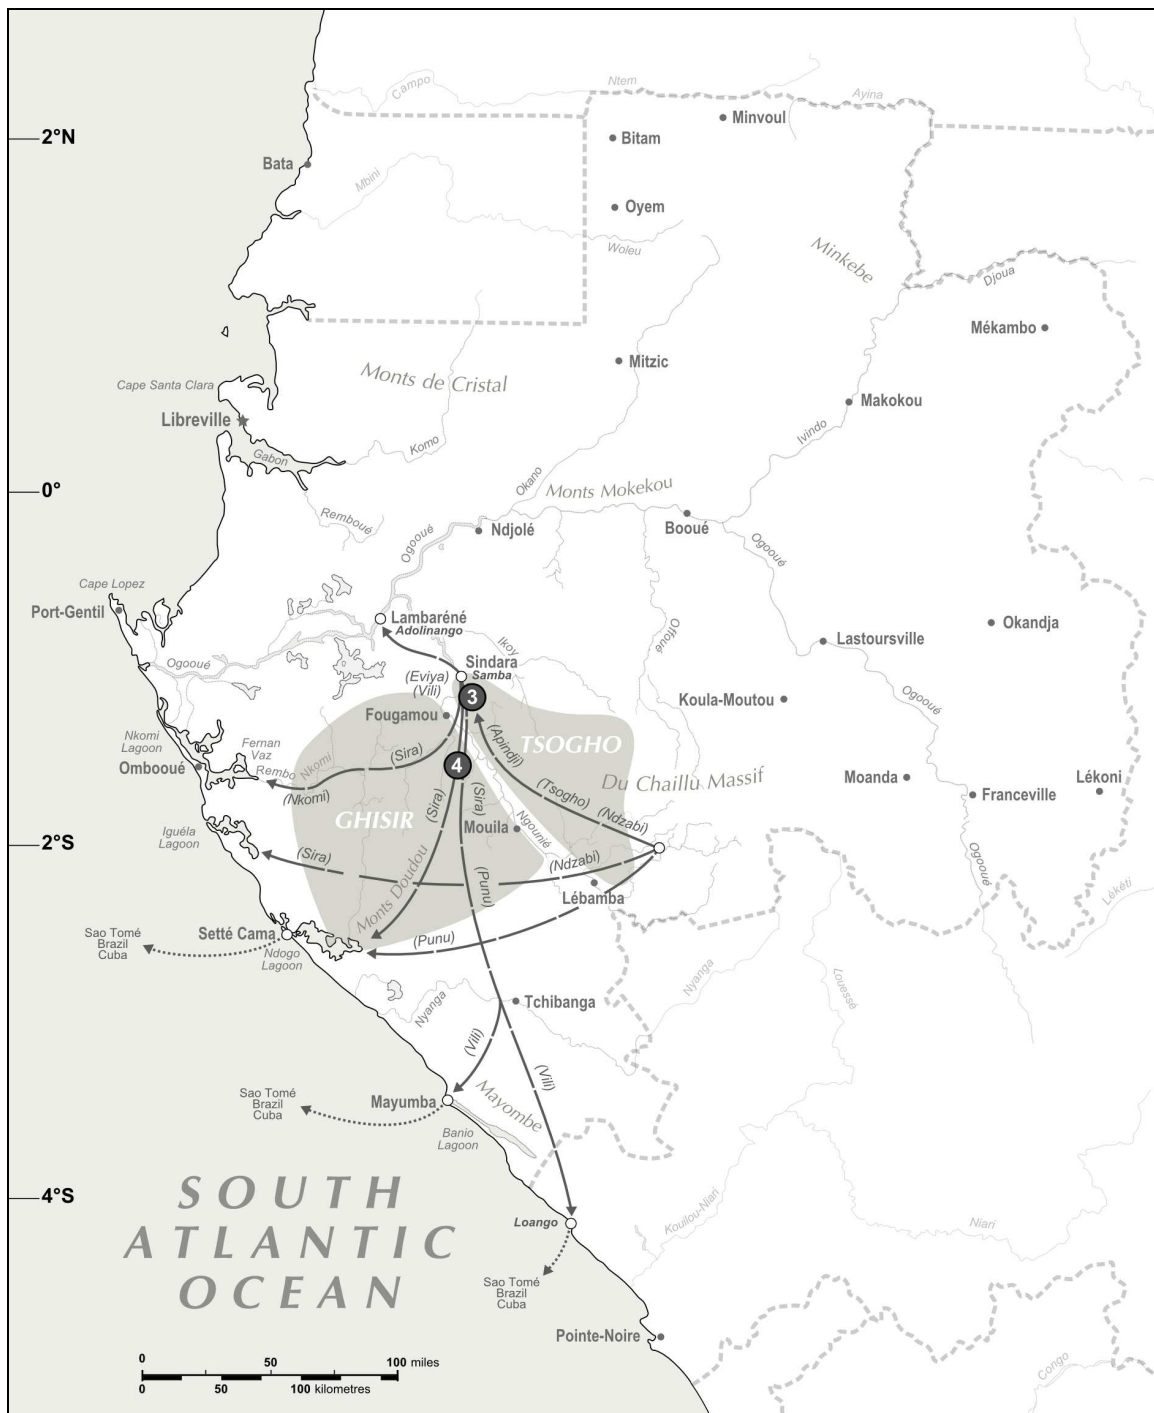 Campo
Ntem
Ayina
2°N
Minvoul
Bitam
Bata
Mbini
Oyem
Woleu
Minkebe
Djoua
Mékambo
Mitzic
Monts de Cristal
Cape Santa Clara
Makokou
Libreville
Ivindo
Komo
Gabon
Okano
0°
Monts Mokekou
Remboué
Ogooué
Ndjolé
Booué
Ogooué
Cape Lopez
Port-Gentil
Lambaréné
Adolinango
Okandja
Lastoursville
Ikoy
Offoué
Ogooué
Sindara
Samba
(Eviya)
(Vili)
3
Koula-Moutou
Ogooué
Fougamou
Nkomi
Lagoon
Fernan
Vaz
(Sira)
(Apindji)
TSOGHO
Ombooué
Rembo
Nkomi
4
Du Chaillu Massif
Moanda
Lékoni
(Nkomi)
(Sira)
(Sira)
(Tsogho)
(Ndzabi)
Franceville
GHISIR
Mouila
Ngounié
Iguéla
Lagoon
2°S
(Sira)
(Ndzabi)
Ogooué
(Punu)
Monts Doudou
Lébamba
Lékéti
Sao Tomé
Brazil
Cuba
Setté Cama
(Punu)
Ndogo
Lagoon
Nyanga
Louessé
Nyanga
Tchibanga
(Vili)
(Vili)
Sao Tomé
Brazil
Cuba
Mayumba
Mayombe
Banio
Lagoon
SOUTH
ATLANTIC
OCEAN
4°S
Kouilou-Niari
Niari
Loango
Sao Tomé
Brazil
Cuba
Pointe-Noire
Congo
0 50 100 miles
0 50 100 kilometres